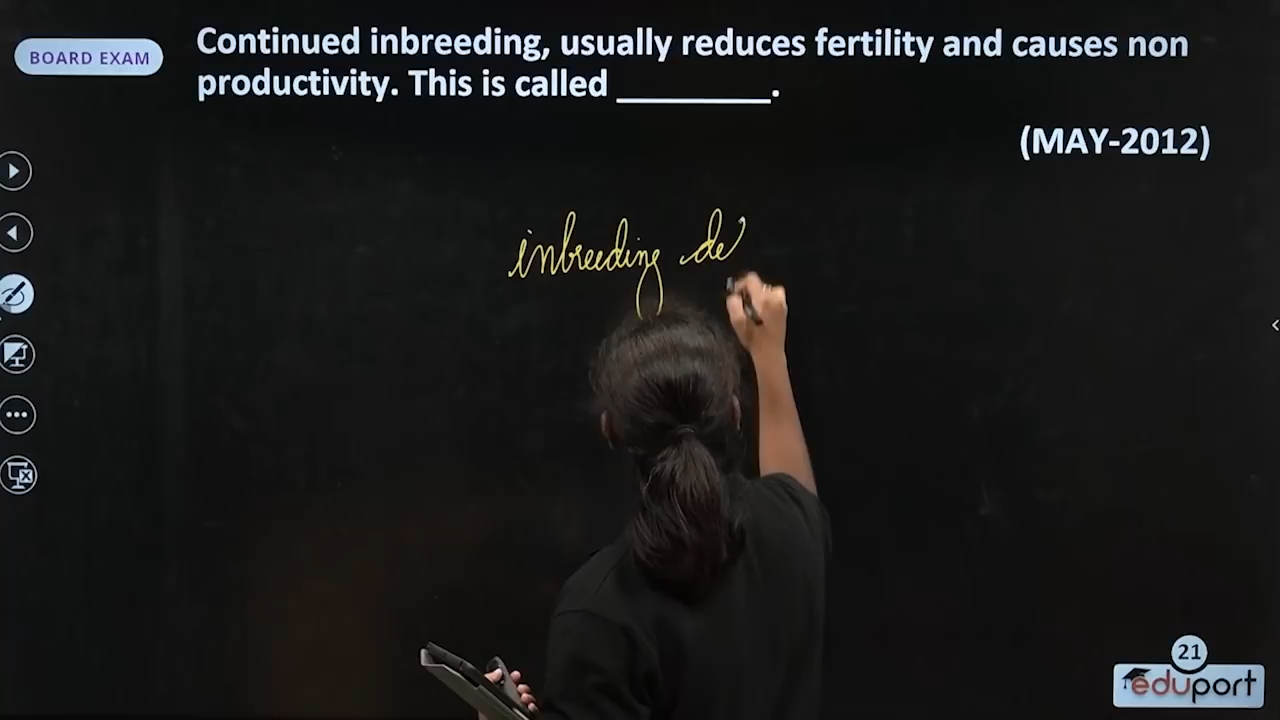 BOARD EXAM
Continued inbreeding, usually reduces fertility and causes non
productivity. This is called _________.
(MAY-2012)
inbreeding de
21
eduport